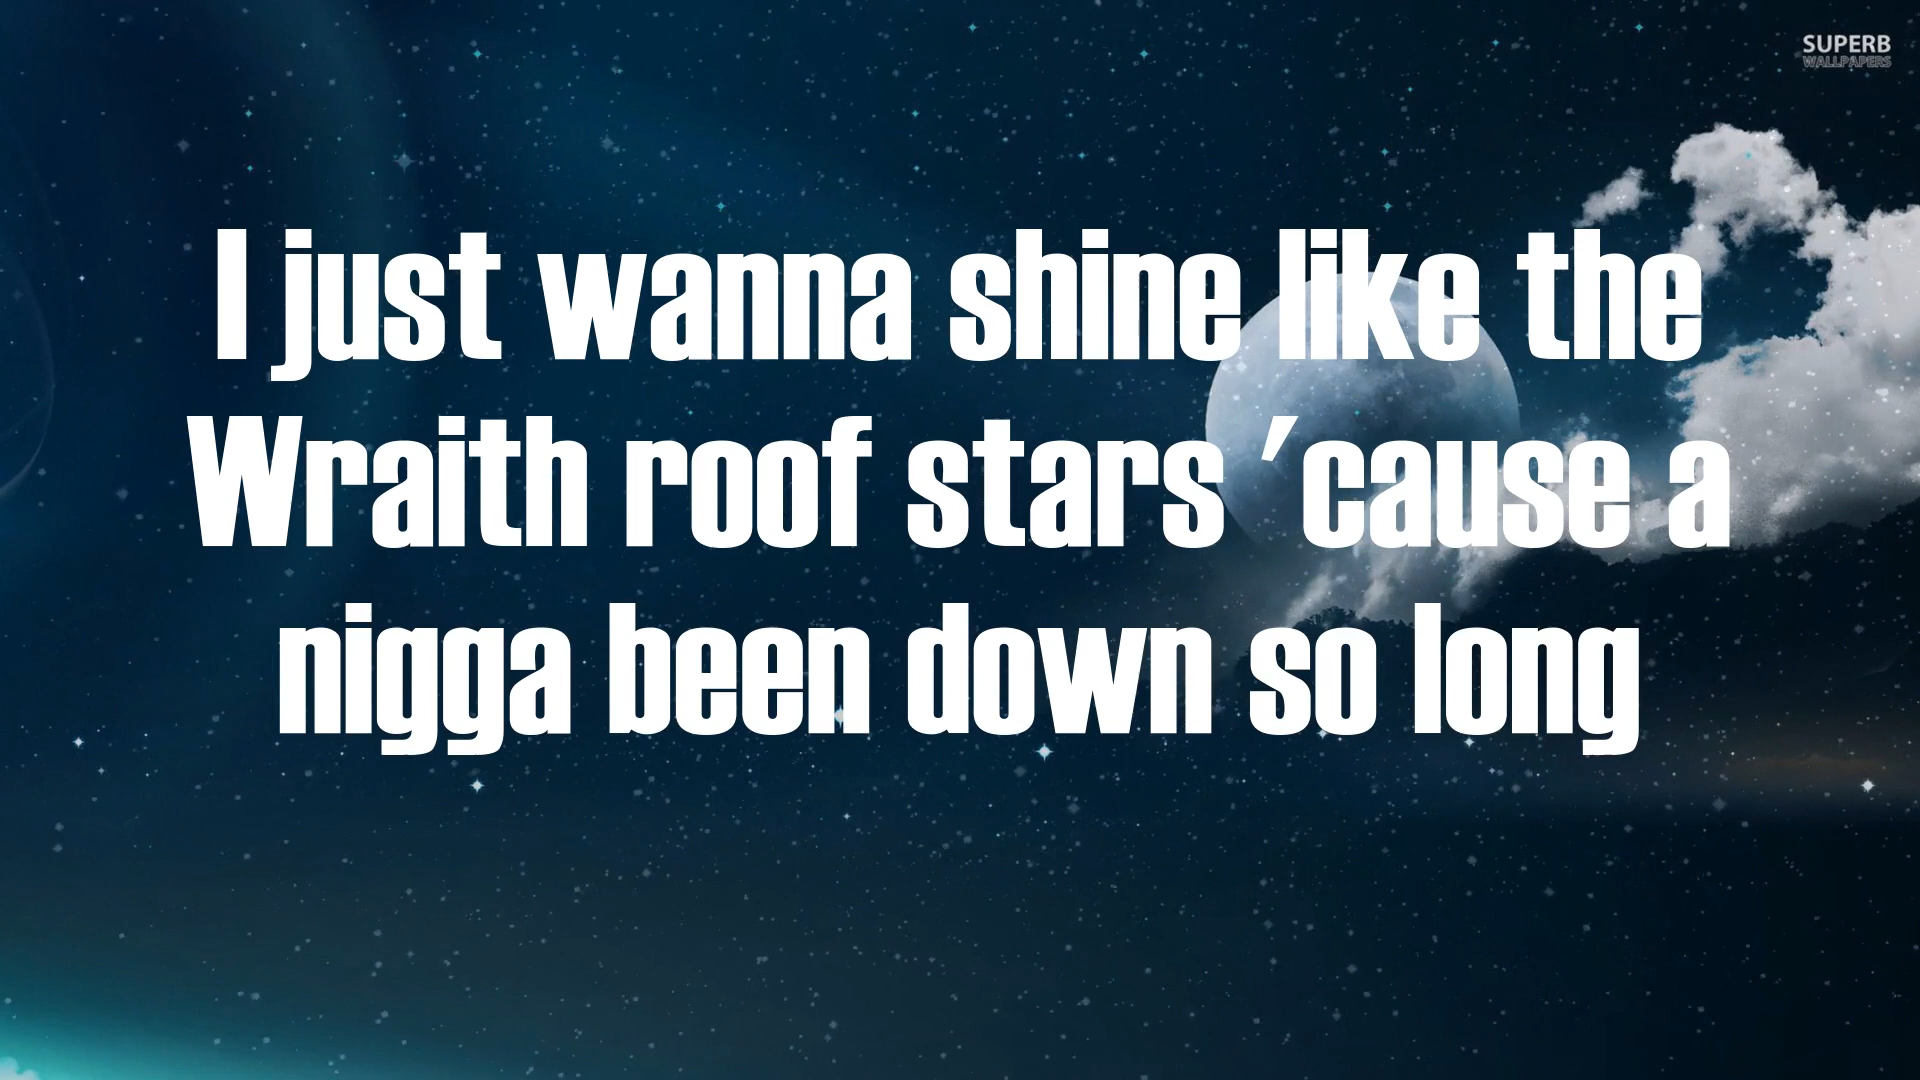 SUPERB
WALLPAPERS
I just wanna shine like the
Wraith roof stars 'cause a
nigga been down so long